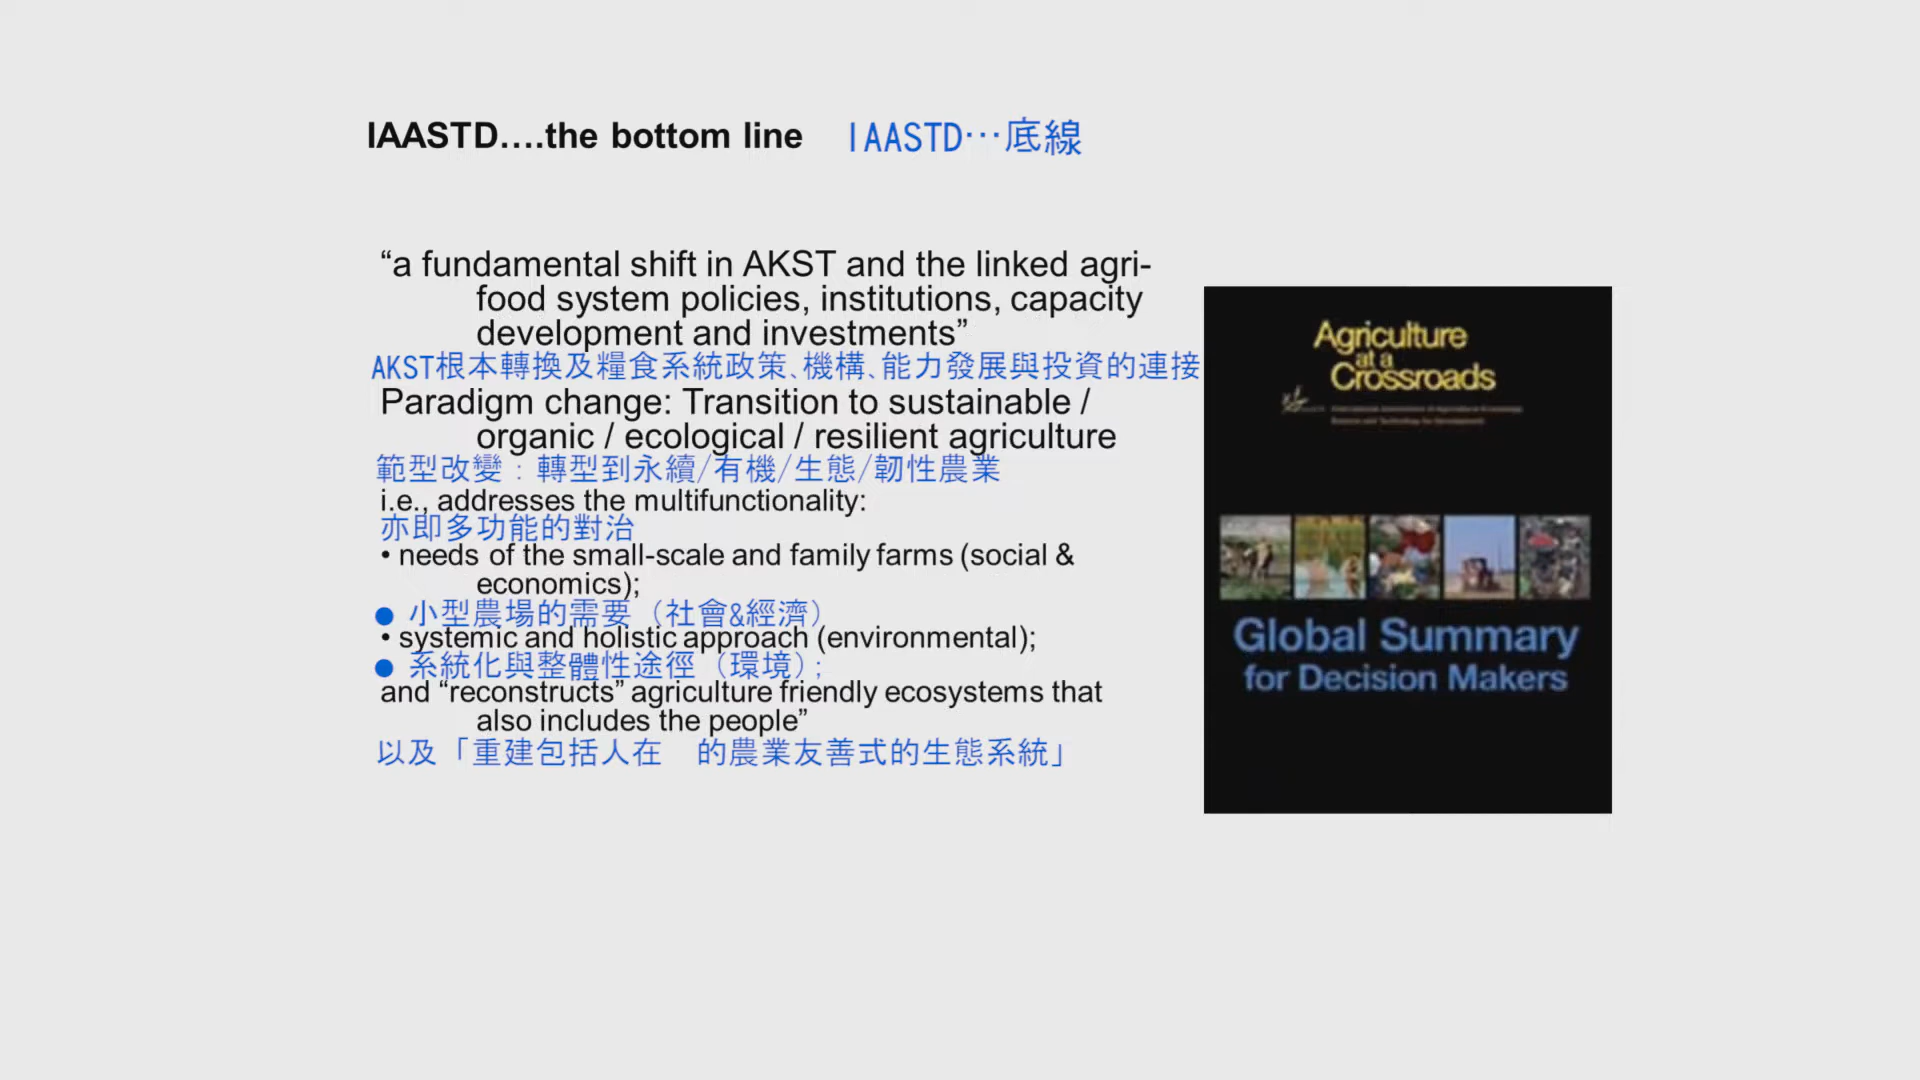 IAASTD....the bottom line IAASTD…底線
“a fundamental shift in AKST and the linked agri-
food system policies, institutions, capacity
development and investments”
AKST根本轉換及糧食系統政策、機構、能力發展與投資的連接
Paradigm change: Transition to sustainable /
organic / ecological / resilient agriculture
範型改變：轉型到永續/有機/生態/韌性農業
i.e., addresses the multifunctionality:
亦即多功能的對治
• needs of the small-scale and family farms (social &
economics);
● 小型農場的需要（社會&經濟）
• systemic and holistic approach (environmental);
● 系統化與整體性途徑（環境）;
and “reconstructs” agriculture friendly ecosystems that
also includes the people”
以及「重建包括人在　的農業友善式的生態系統」
Agriculture
at a
Crossroads
Global Summary
for Decision Makers